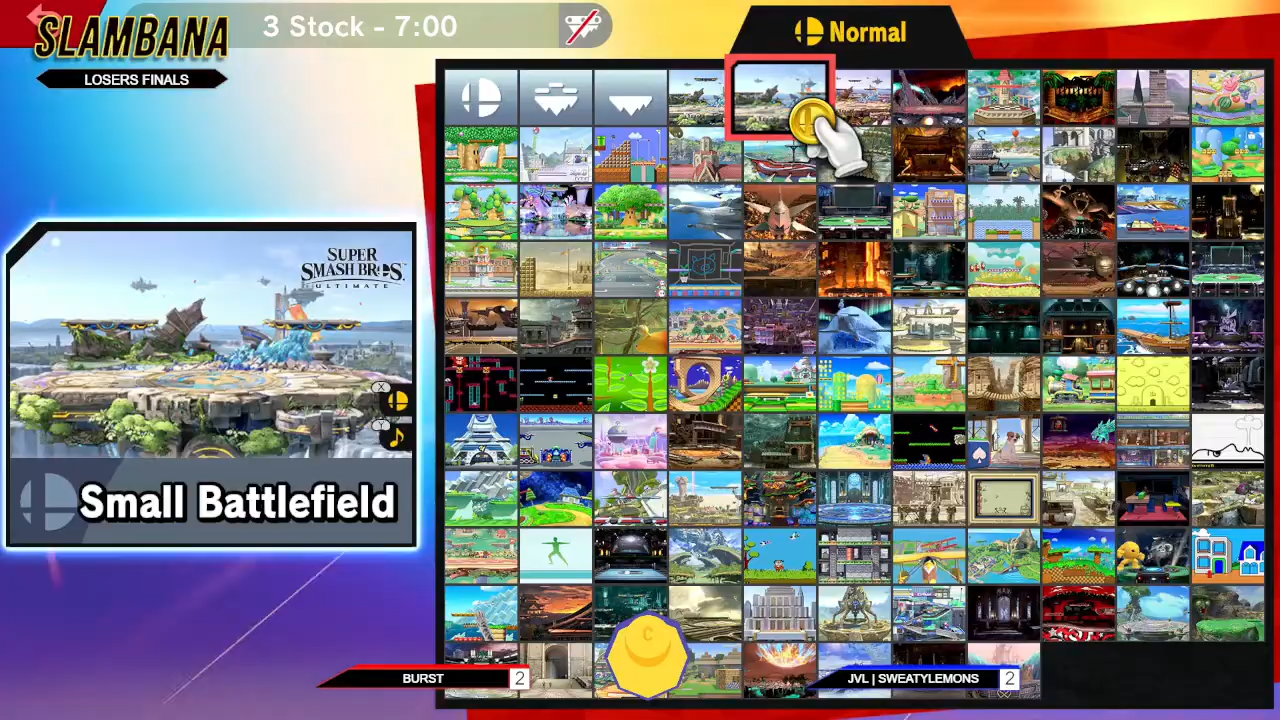 SLAMBANA
LOSERS FINALS
3 Stock - 7:00
Normal
SUPER
SMASH BROS.
ULTIMATE
X
Y
Small Battlefield
C
BURST
2
JVL | SWEATYLEMONS
2